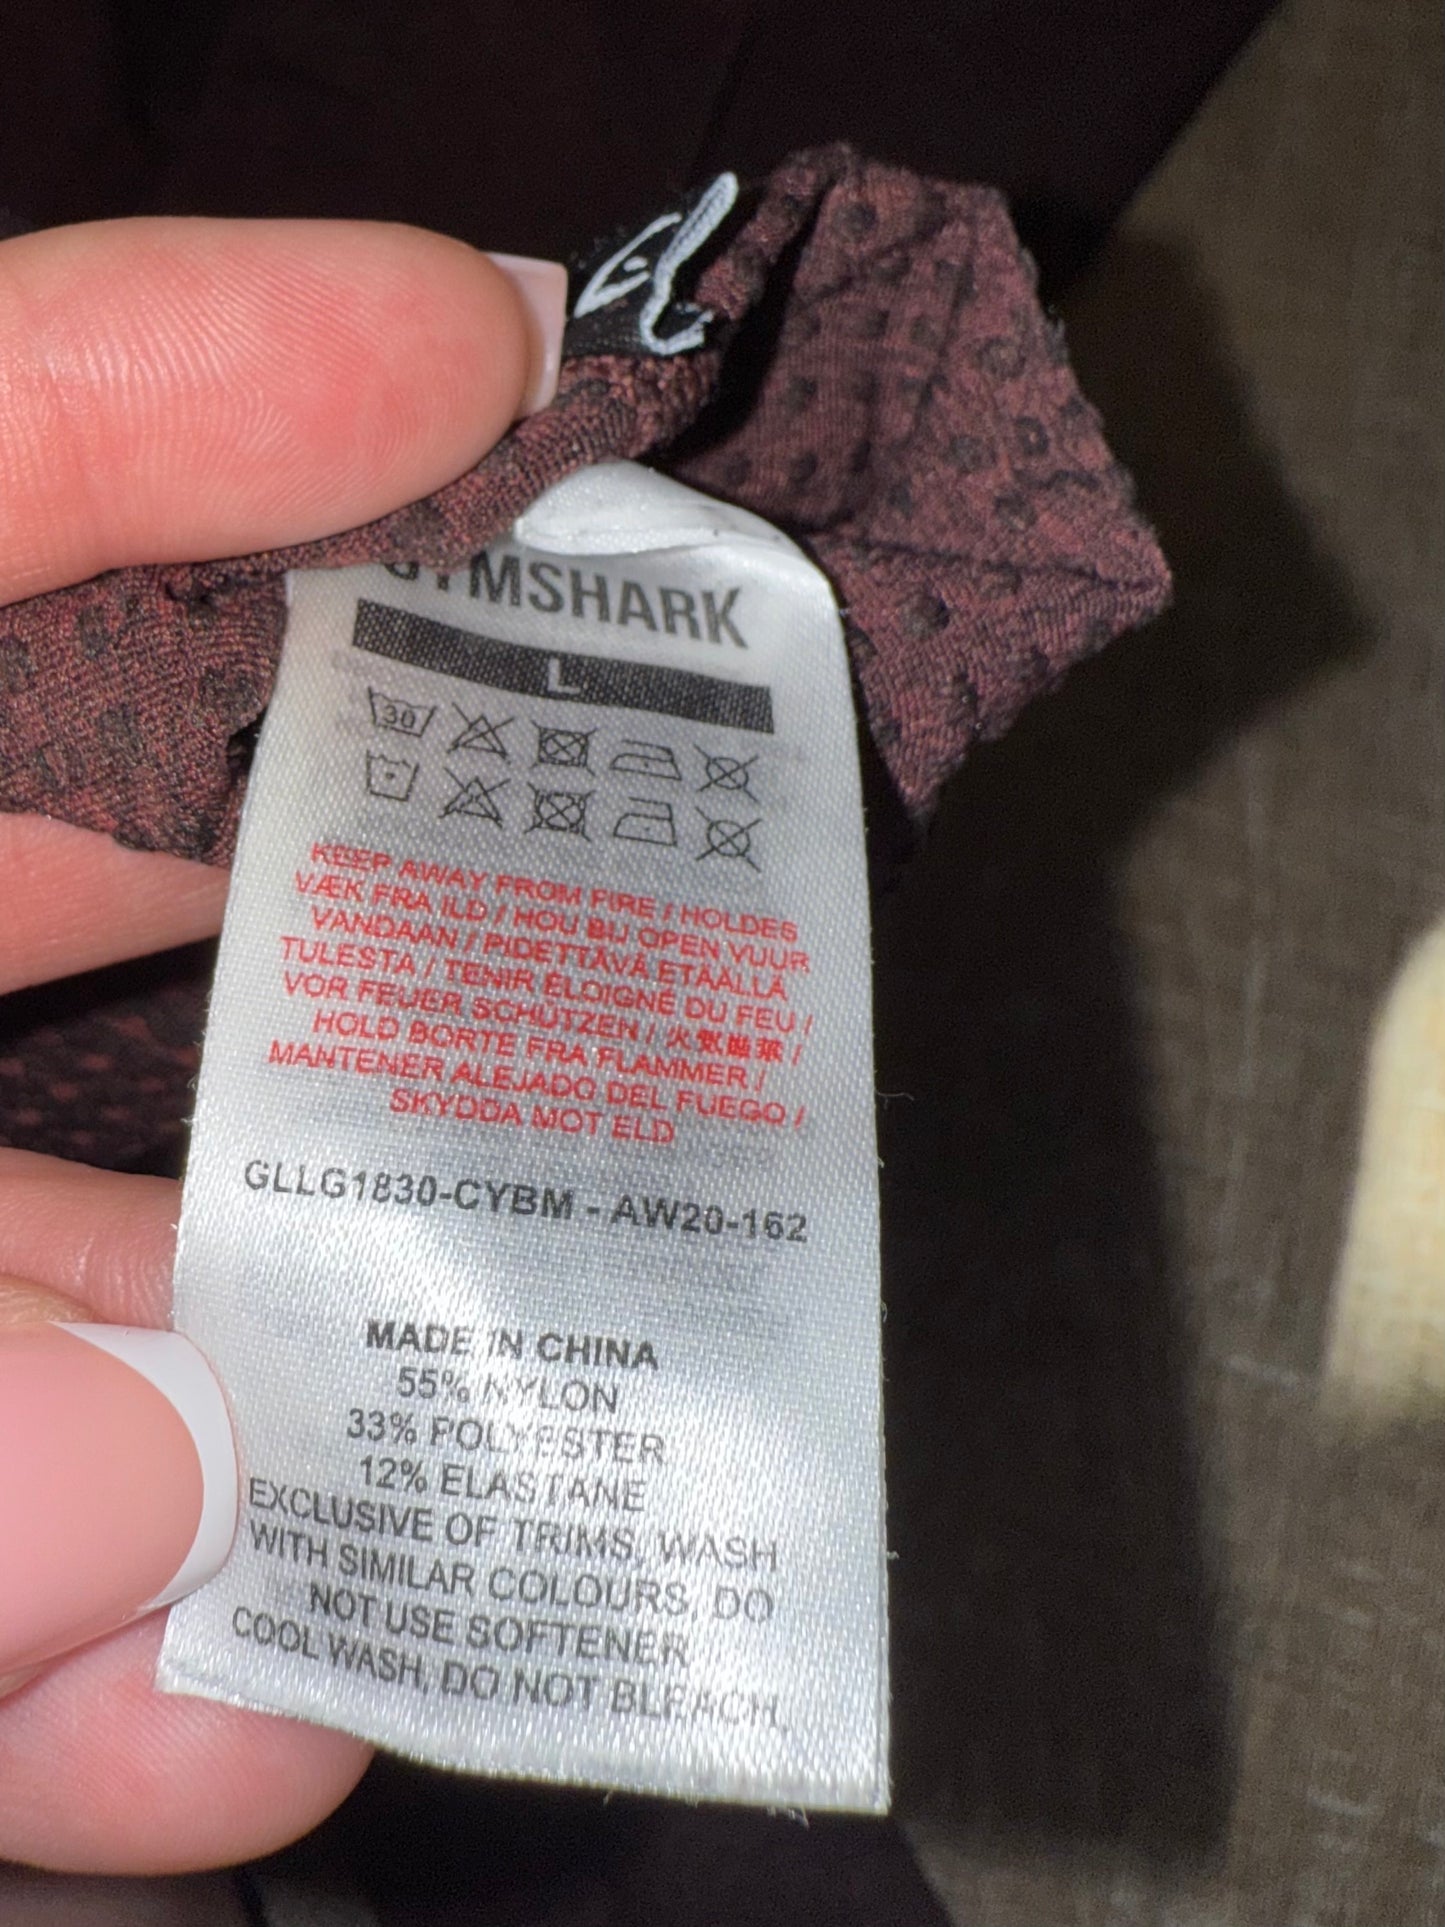 GYMSHARK
L
30
KEEP AWAY FROM FIRE / HOLDES
VÆK FRA ILD / HOU BIJ OPEN VUUR
VANDAAN / PIDETTÄVÄ ETÄÄLLÄ
TULESTA / TENIR ÉLOIGNÉ DU FEU /
VOR FEUER SCHÜTZEN / 火気厳禁 /
HOLD BORTE FRA FLAMMER /
MANTENER ALEJADO DEL FUEGO /
SKYDDA MOT ELD
GLLG1830-CYBM - AW20-162
MADE IN CHINA
55% NYLON
33% POLYESTER
12% ELASTANE
EXCLUSIVE OF TRIMS, WASH
WITH SIMILAR COLOURS, DO
NOT USE SOFTENER
COOL WASH, DO NOT BLEACH,